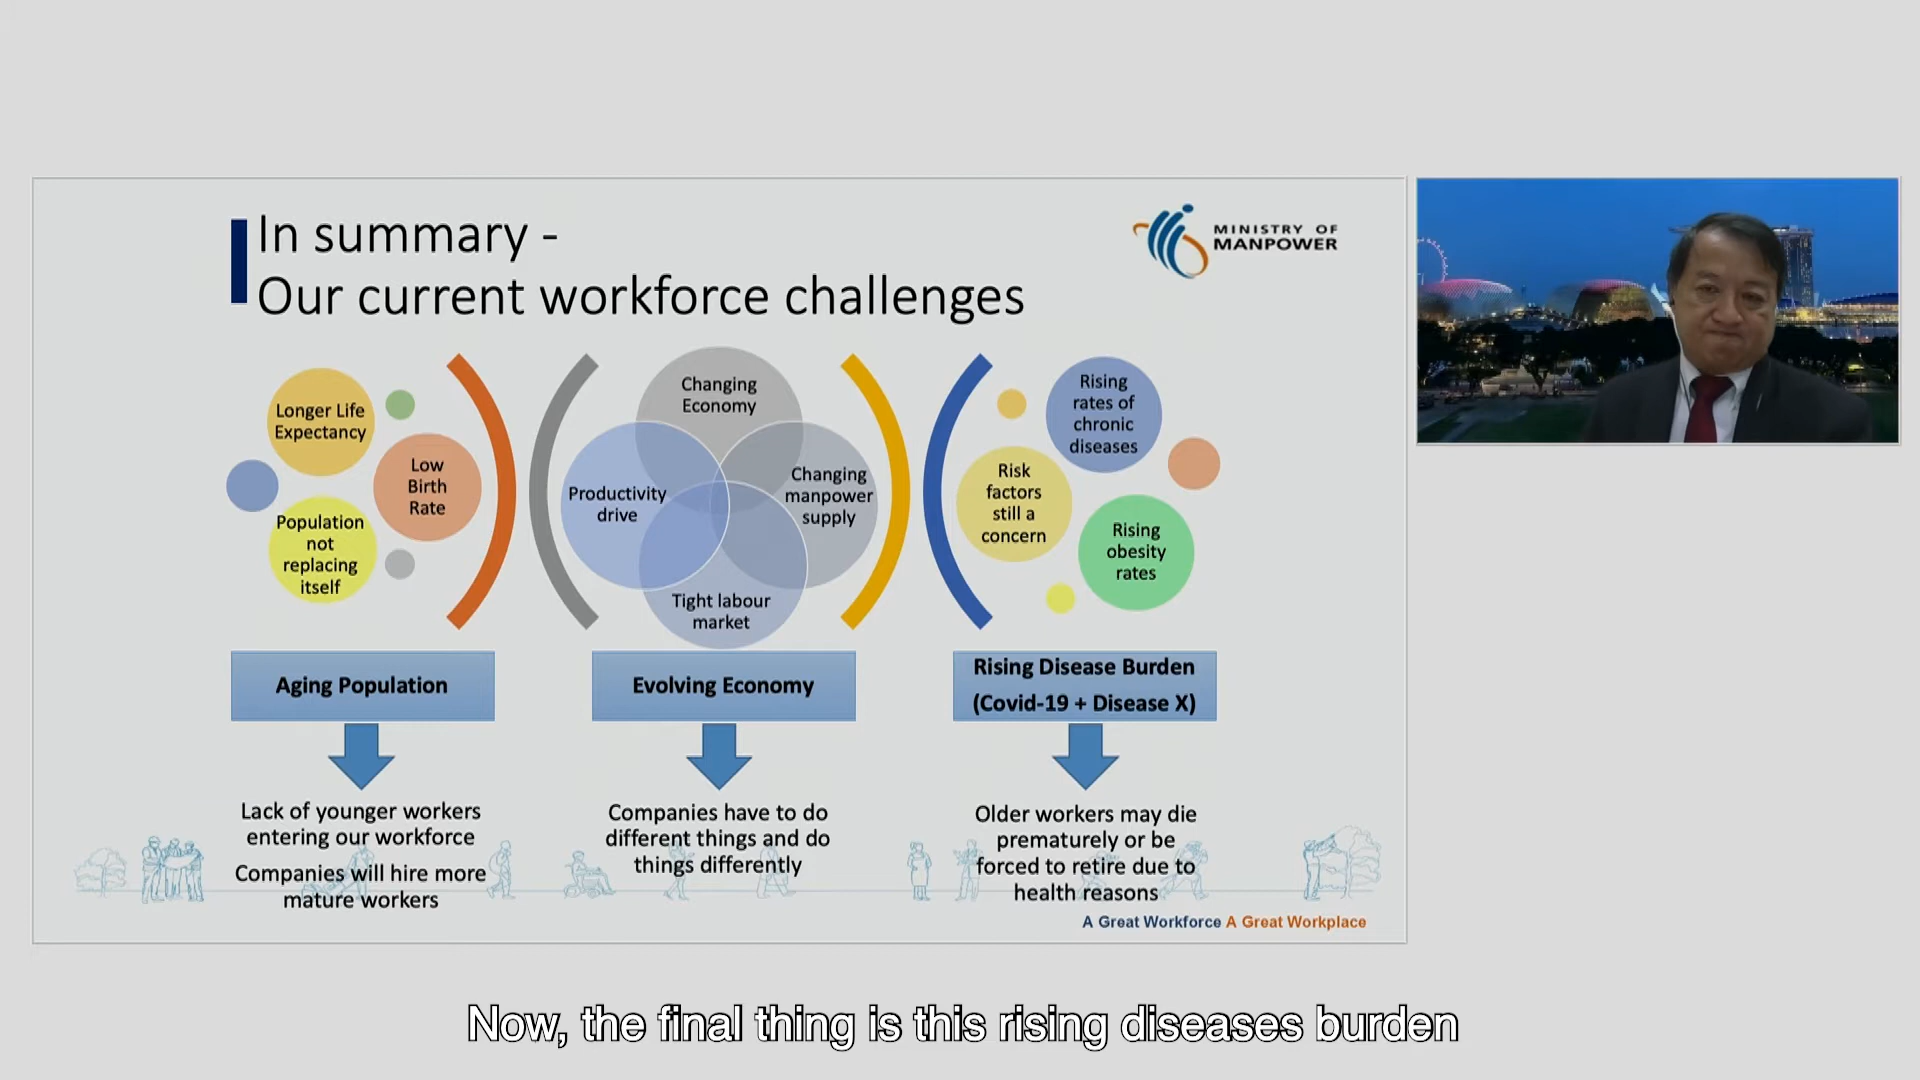 In summary -
Our current workforce challenges
MINISTRY OF
MANPOWER
Longer Life
Expectancy
Low
Birth
Rate
Population
not
replacing
itself
Changing
Economy
Productivity
drive
Changing
manpower
supply
Tight labour
market
Rising
rates of
chronic
diseases
Risk
factors
still a
concern
Rising
obesity
rates
Aging Population
Evolving Economy
Rising Disease Burden
(Covid-19 + Disease X)
Lack of younger workers
entering our workforce
Companies will hire more
mature workers
Companies have to do
different things and do
things differently
Older workers may die
prematurely or be
forced to retire due to
health reasons
A Great Workforce A Great Workplace
Now, the final thing is this rising diseases burden